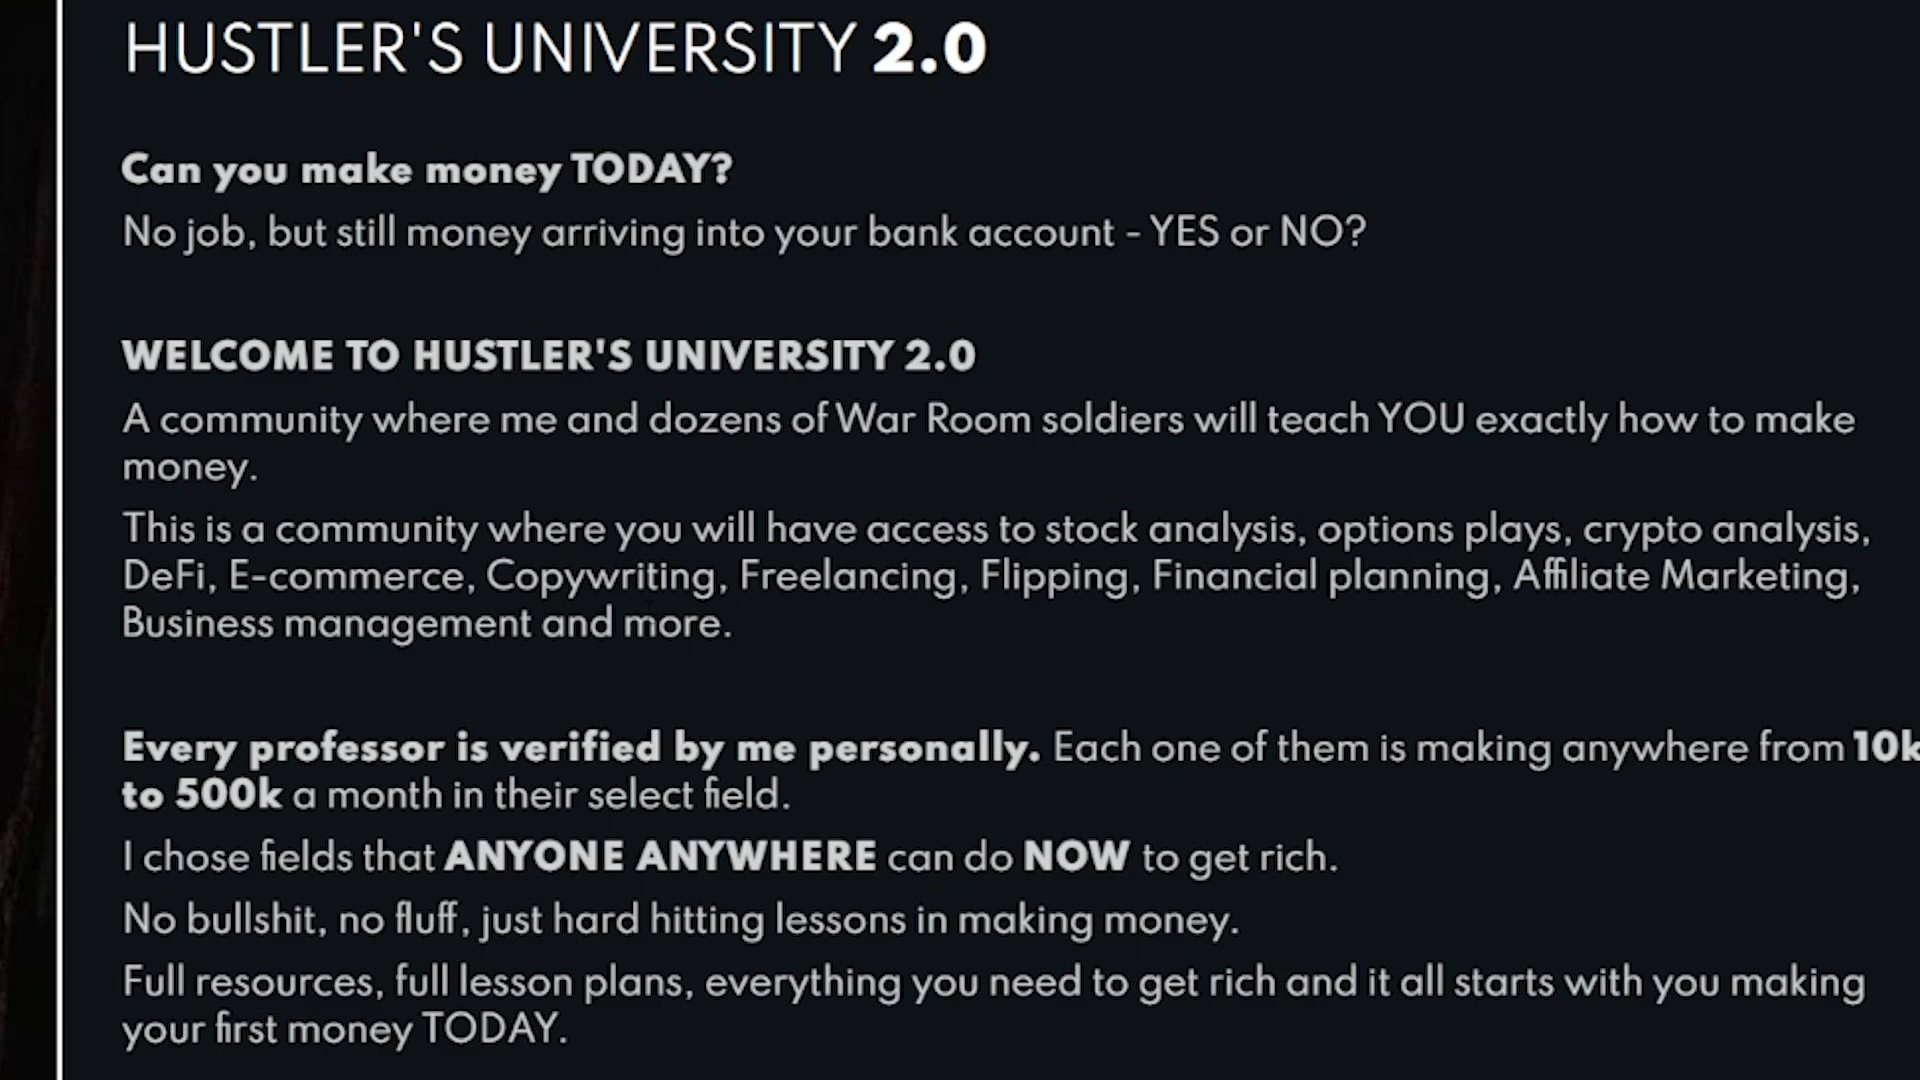 HUSTLER'S UNIVERSITY 2.0
Can you make money TODAY?
No job, but still money arriving into your bank account - YES or NO?
WELCOME TO HUSTLER'S UNIVERSITY 2.0
A community where me and dozens of War Room soldiers will teach YOU exactly how to make
money.
This is a community where you will have access to stock analysis, options plays, crypto analysis,
DeFi, E-commerce, Copywriting, Freelancing, Flipping, Financial planning, Affiliate Marketing,
Business management and more.
Every professor is verified by me personally. Each one of them is making anywhere from 10k
to 500k a month in their select field.
I chose fields that ANYONE ANYWHERE can do NOW to get rich.
No bullshit, no fluff, just hard hitting lessons in making money.
Full resources, full lesson plans, everything you need to get rich and it all starts with you making
your first money TODAY.